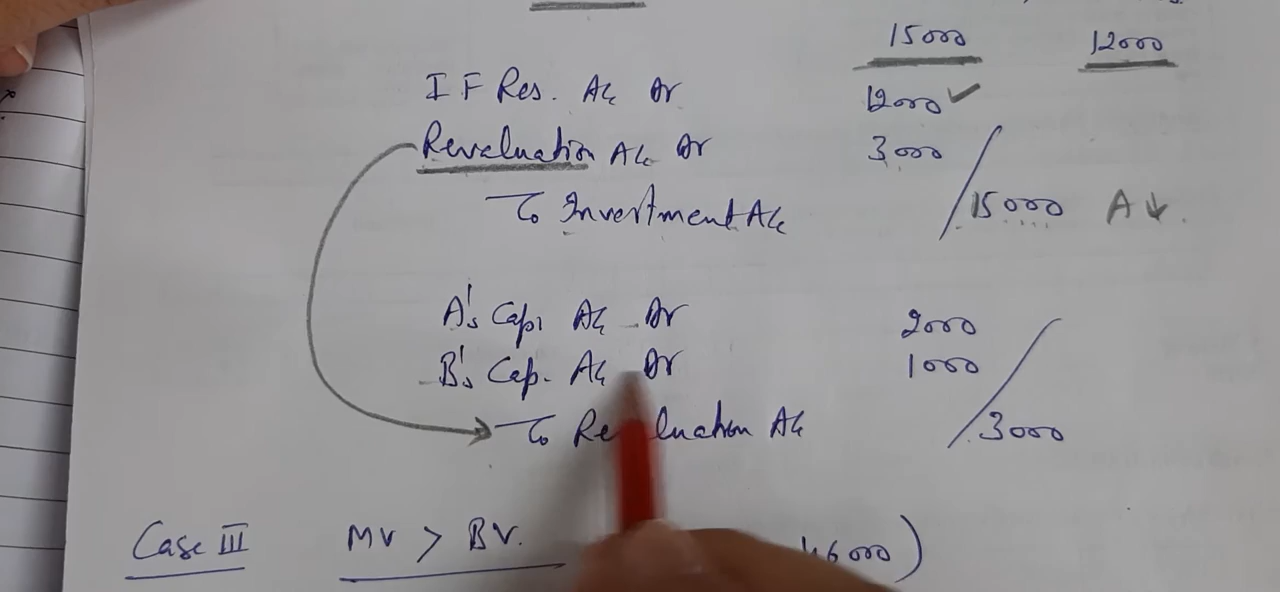 15000 12000
I F Res. A/c Dr 12000 ✓
Revaluation A/c Dr 3000
To Investment A/c 15000 A↓.
A's Cap. A/c Dr 2000
B's Cap. A/c Dr 1000
To Revaluation A/c 3000
Case III MV > BV. 46000)